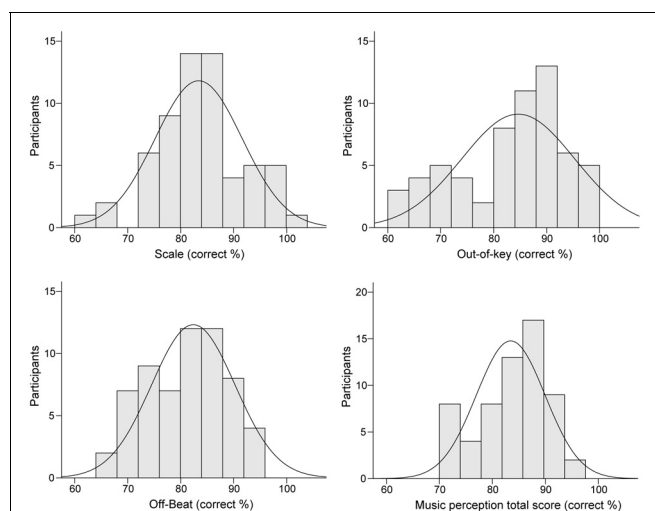 15
10
5
0
Participants
60 70 80 90 100
Scale (correct %)
15
10
5
0
Participants
60 70 80 90 100
Out-of-key (correct %)
15
10
5
0
Participants
60 70 80 90 100
Off-Beat (correct %)
20
15
10
5
0
Participants
60 70 80 90 100
Music perception total score (correct %)